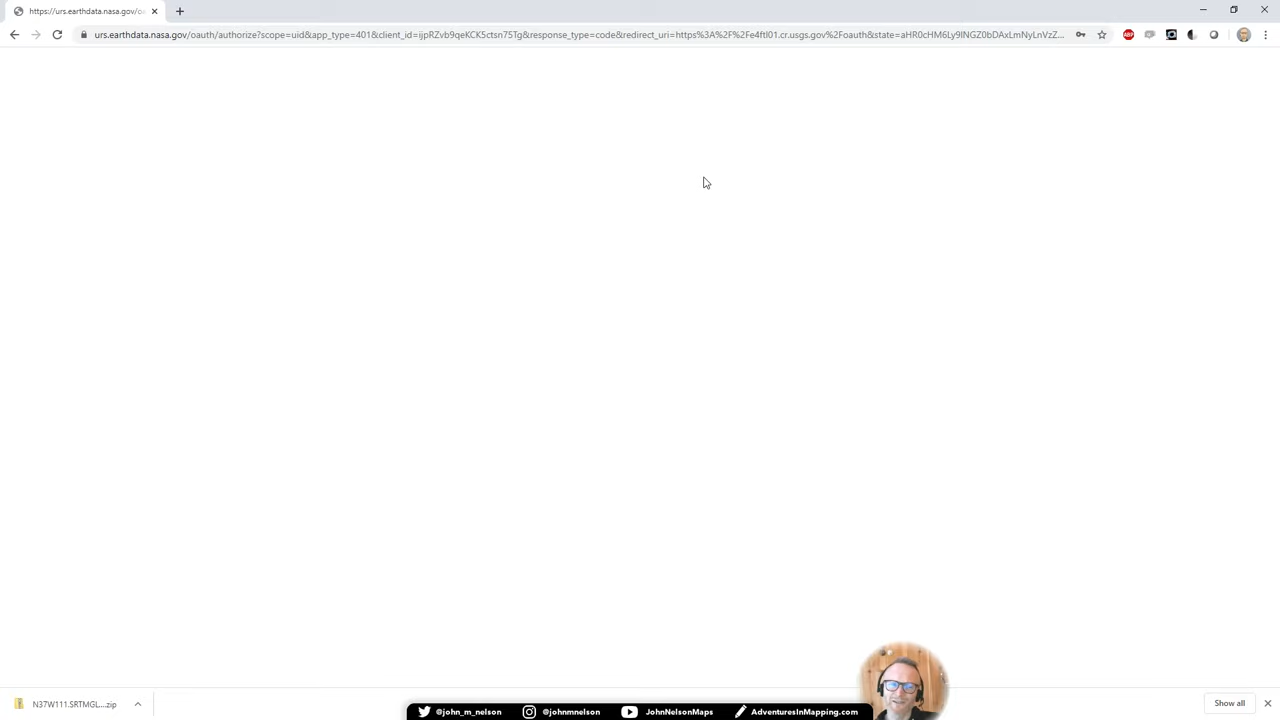 https://urs.earthdata.nasa.gov/o
urs.earthdata.nasa.gov/oauth/authorize?scope=uid&app_type=401&client_id=ijpRZvb9qeKCK5ctsn75Tg&response_type=code&redirect_uri=https%3A%2F%2Fe4ftl01.cr.usgs.gov%2Foauth&state=aHR0cHM6Ly9lNGZ0bDAxLmNyLnVzZ...
ABP
N37W111.SRTMGL....zip
Show all
@john_m_nelson @johnmnelson JohnNelsonMaps AdventuresInMapping.com